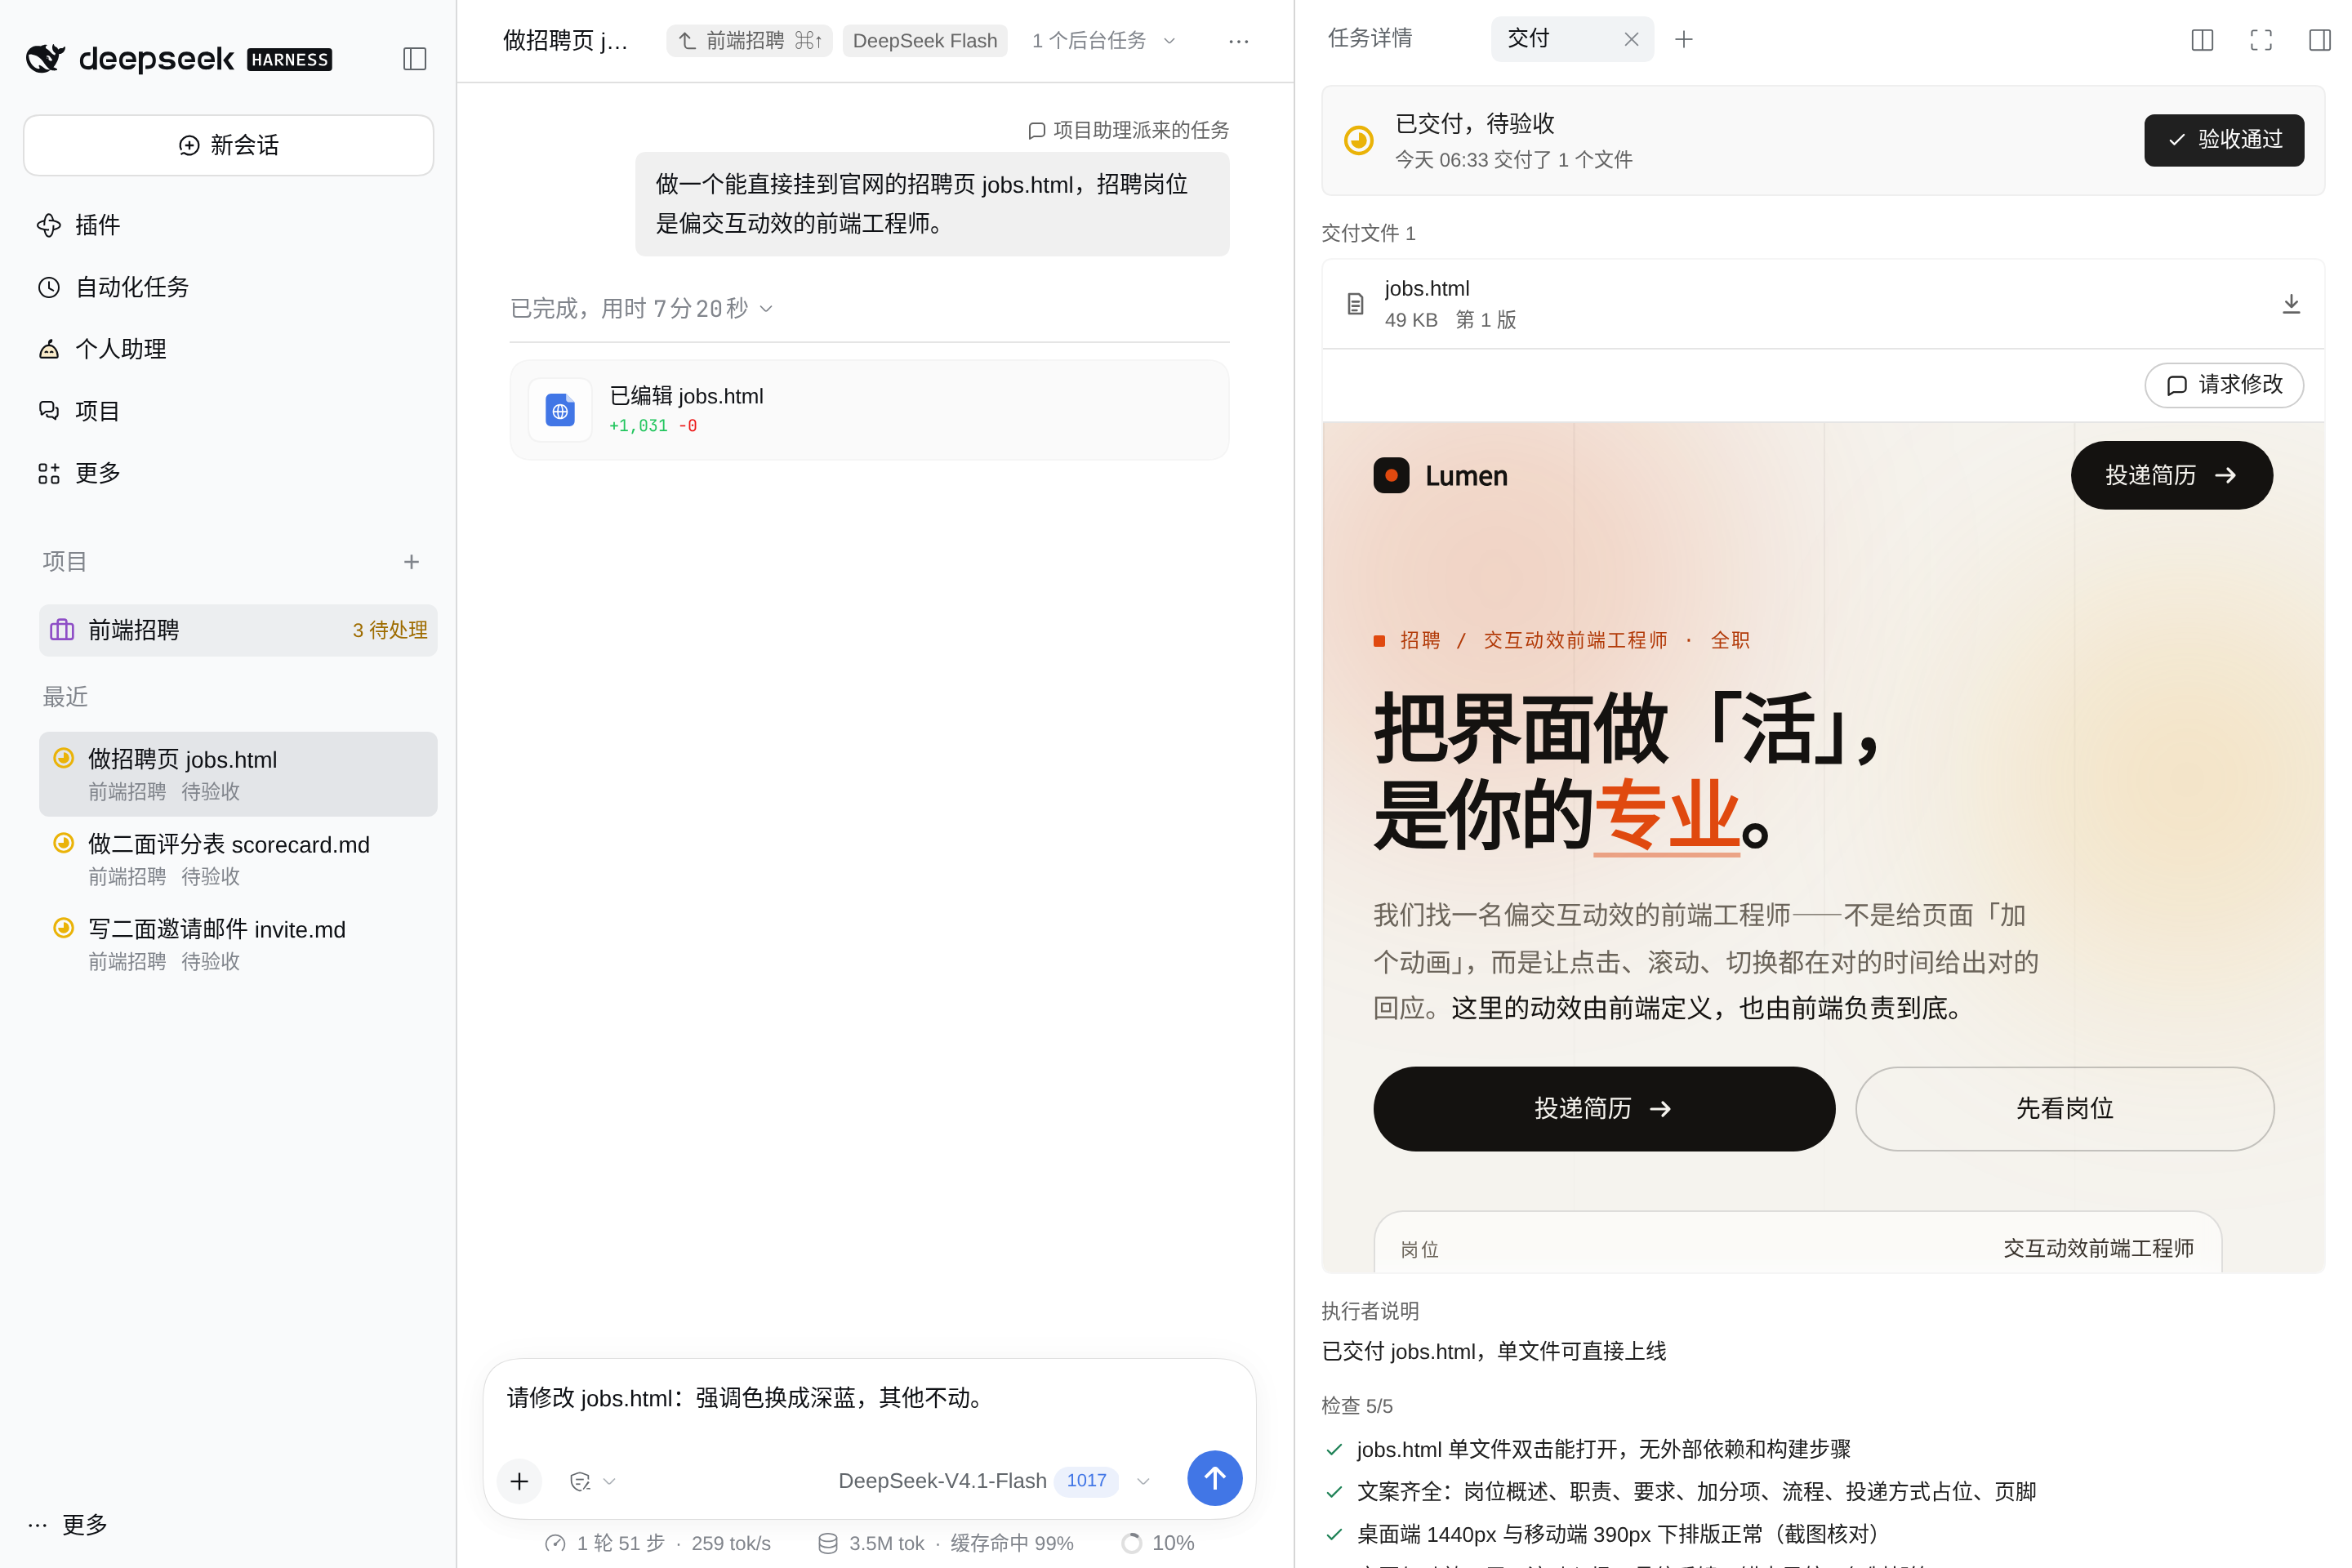 deepseek HARNESS
新会话
插件
自动化任务
个人助理
项目
更多
项目
前端招聘 3 待处理
最近
做招聘页 jobs.html
前端招聘 待验收
做二面评分表 scorecard.md
前端招聘 待验收
写二面邀请邮件 invite.md
前端招聘 待验收
更多
做招聘页 j... 前端招聘 ⌘↑ DeepSeek Flash 1 个后台任务
项目助理派来的任务
做一个能直接挂到官网的招聘页 jobs.html，招聘岗位
是偏交互动效的前端工程师。
已完成，用时 7分20秒
已编辑 jobs.html
+1,031 -0
请修改 jobs.html：强调色换成深蓝，其他不动。
DeepSeek-V4.1-Flash 1017
1 轮 51 步 · 259 tok/s 3.5M tok · 缓存命中 99% 10%
任务详情 交付
已交付，待验收
今天 06:33 交付了 1 个文件
验收通过
交付文件 1
jobs.html
49 KB 第 1 版
请求修改
Lumen 投递简历
招聘 / 交互动效前端工程师 · 全职
把界面做「活」，
是你的专业。
我们找一名偏交互动效的前端工程师——不是给页面「加
个动画」，而是让点击、滚动、切换都在对的时间给出对的
回应。这里的动效由前端定义，也由前端负责到底。
投递简历 先看岗位
岗位 交互动效前端工程师
执行者说明
已交付 jobs.html，单文件可直接上线
检查 5/5
jobs.html 单文件双击能打开，无外部依赖和构建步骤
文案齐全：岗位概述、职责、要求、加分项、流程、投递方式占位、页脚
桌面端 1440px 与移动端 390px 下排版正常（截图核对）